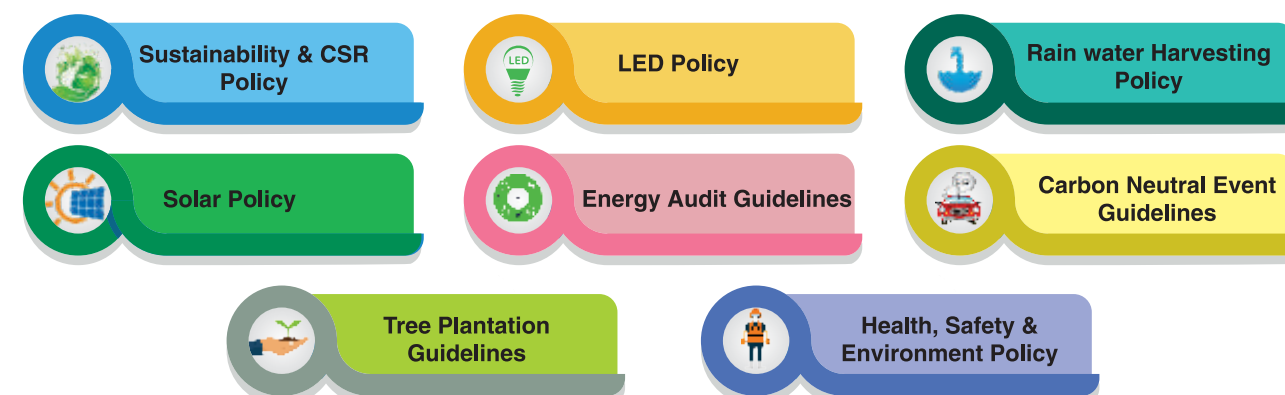 Sustainability & CSR
Policy
LED
LED Policy
Rain water Harvesting
Policy
Solar Policy
Energy Audit Guidelines
Carbon Neutral Event
Guidelines
Tree Plantation
Guidelines
Health, Safety &
Environment Policy